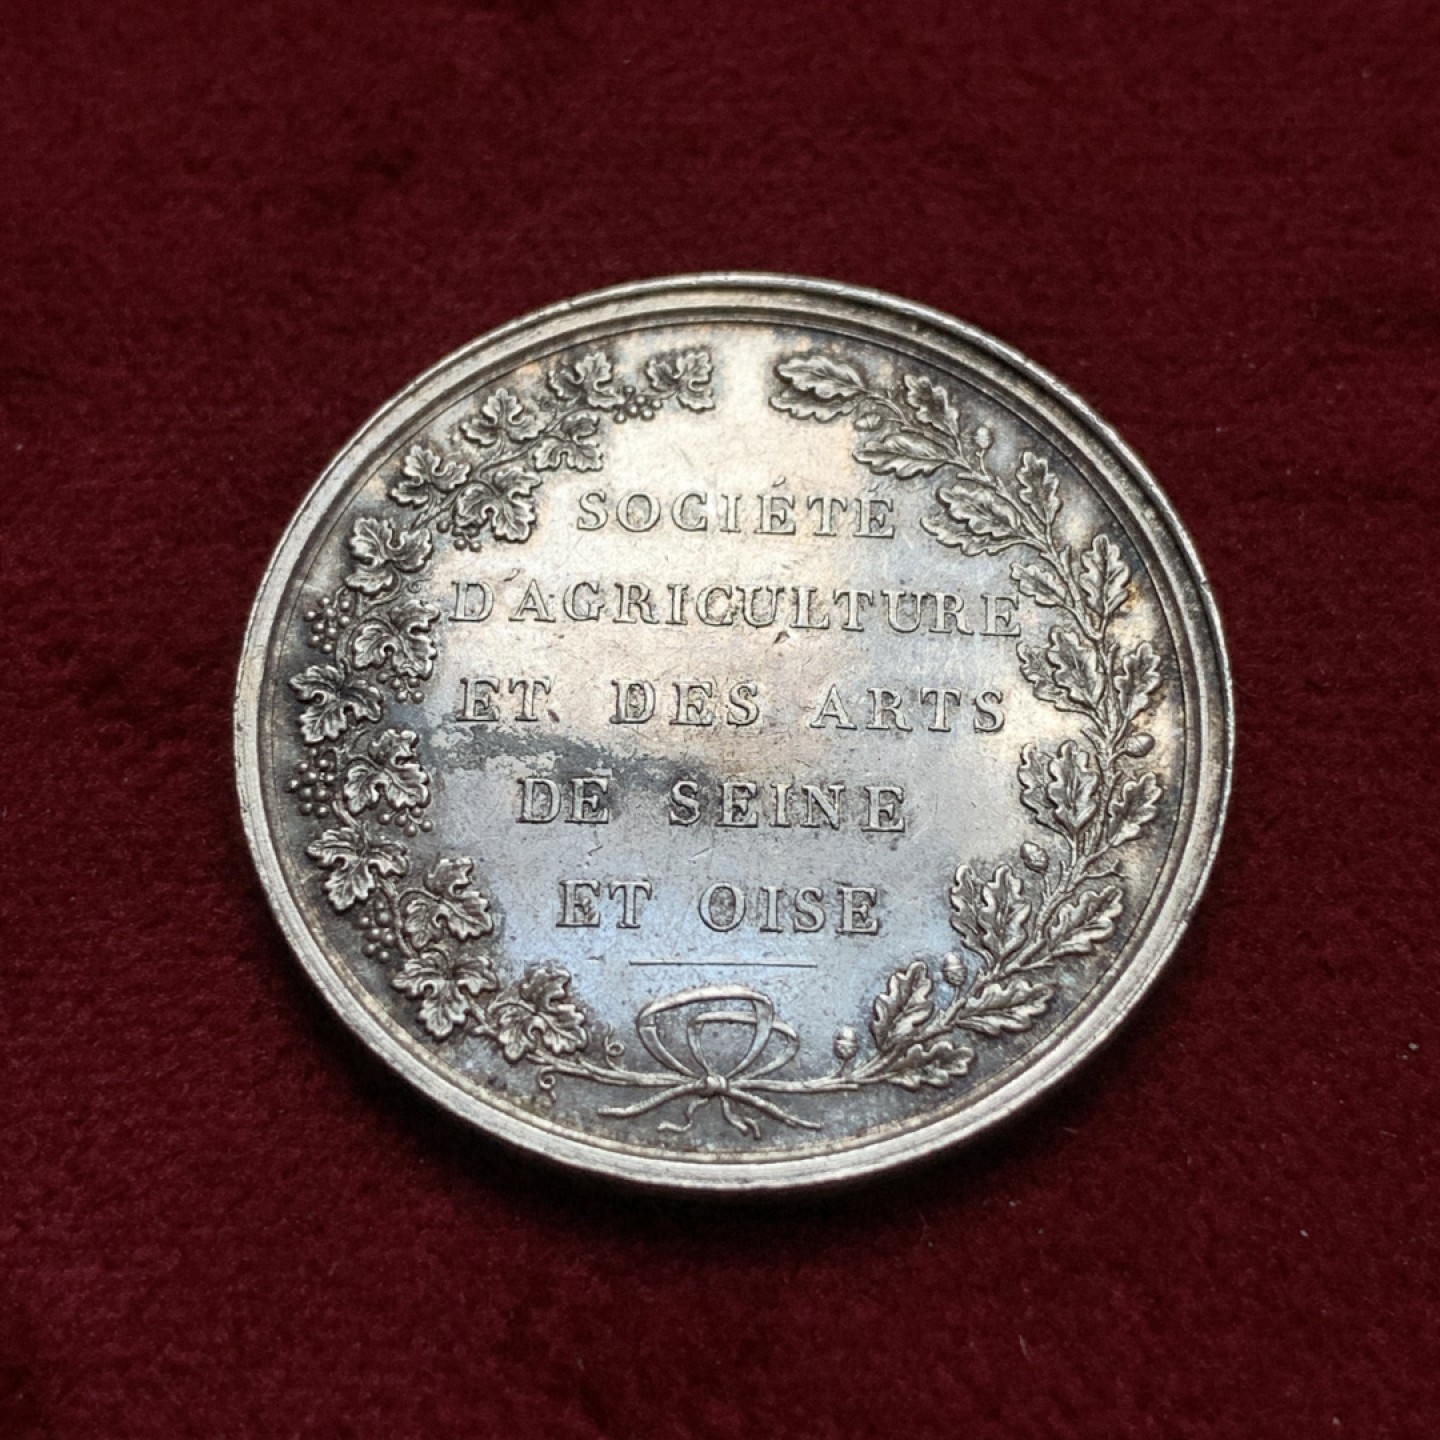 SOCIÉTÉ
D'AGRICULTURE
ET DES ARTS
DE SEINE
ET OISE